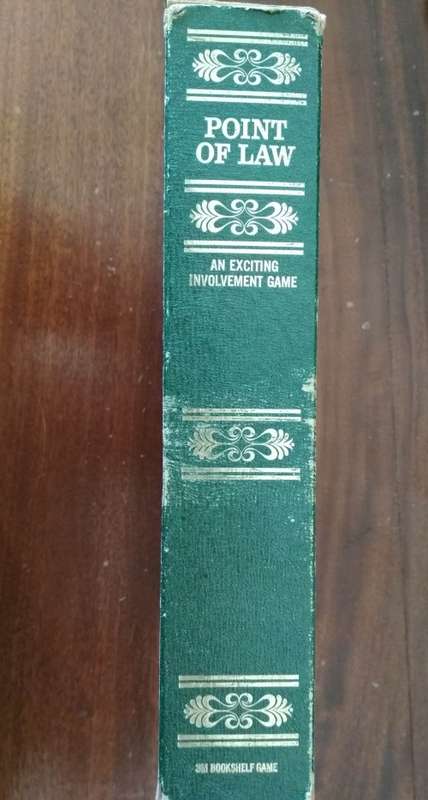 POINT
OF LAW
AN EXCITING
INVOLVEMENT GAME
3M BOOKSHELF GAME